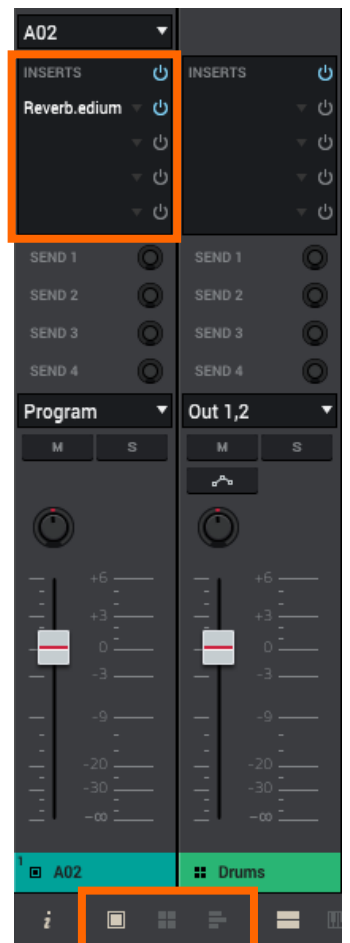 A02
INSERTS
Reverb.edium
SEND 1
SEND 2
SEND 3
SEND 4
Program
M S
+6
+3
0
-3
-9
-20
-30
-∞
1
A02
INSERTS
SEND 1
SEND 2
SEND 3
SEND 4
Out 1,2
M S
+6
+3
0
-3
-9
-20
-30
-∞
Drums
i